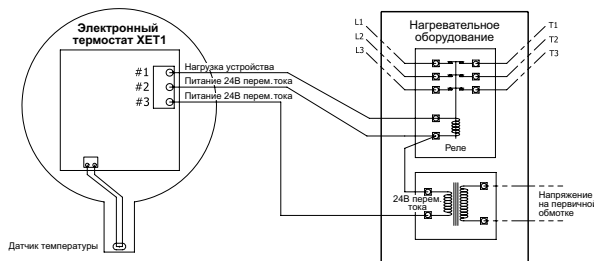 Электронный
термостат XET1
#1
#2
#3
Нагрузка устройства
Питание 24В перем.тока
Питание 24В перем.тока
Датчик температуры
L1
L2
L3
Нагревательное
оборудование
T1
T2
T3
Реле
24В перем.
тока
Напряжение
на первичной
обмотке